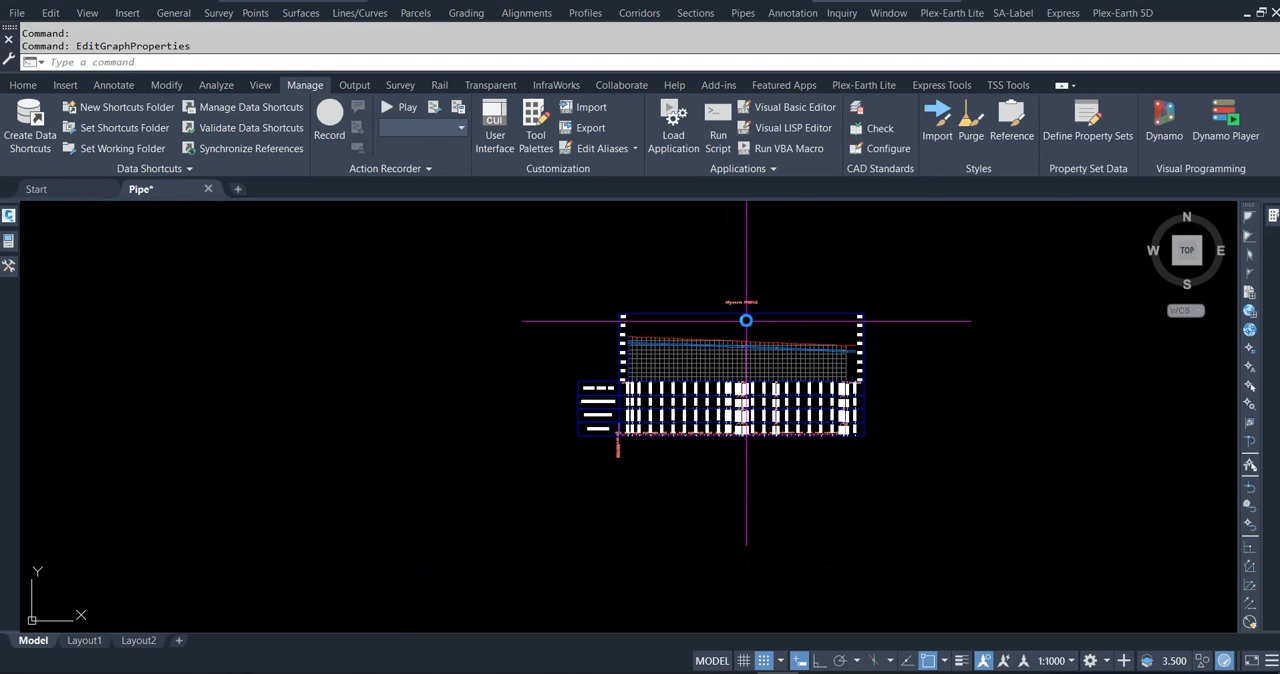 File Edit View Insert General Survey Points Surfaces Lines/Curves Parcels Grading Alignments Profiles Corridors Sections Pipes Annotation Inquiry Window Plex-Earth Lite SA-Label Express Plex-Earth 5D
Command:
Command: EditGraphProperties
Type a command
Home Insert Annotate Modify Analyze View Manage Output Survey Rail Transparent InfraWorks Collaborate Help Add-ins Featured Apps Plex-Earth Lite Express Tools TSS Tools
New Shortcuts Folder Manage Data Shortcuts Play Import Visual Basic Editor
Create Data Shortcuts Set Shortcuts Folder Validate Data Shortcuts Record User Interface Tool Palettes Export Load Application Run Script Visual LISP Editor Check Import Purge Reference Define Property Sets Dynamo Dynamo Player
Set Working Folder Synchronize References Edit Aliases Run VBA Macro Configure
Data Shortcuts Action Recorder Customization Applications CAD Standards Styles Property Set Data Visual Programming
Start Pipe*
N
W TOP E
S
WCS
Y
X
Model Layout1 Layout2
MODEL 1:1000 3.500